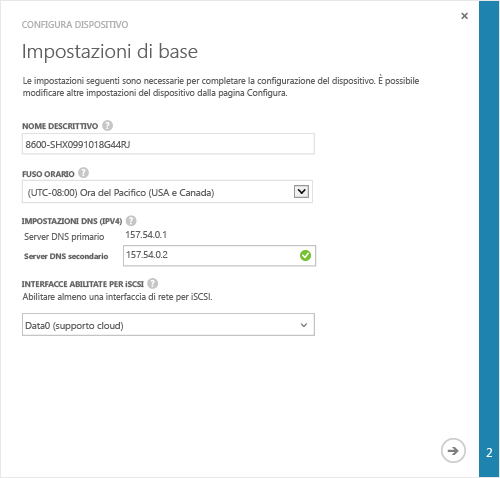 CONFIGURA DISPOSITIVO
Impostazioni di base
Le impostazioni seguenti sono necessarie per completare la configurazione del dispositivo. È possibile
modificare altre impostazioni del dispositivo dalla pagina Configura.
NOME DESCRITTIVO ?
8600-SHX0991018G44RJ
FUSO ORARIO ?
(UTC-08:00) Ora del Pacifico (USA e Canada)
IMPOSTAZIONI DNS (IPV4) ?
Server DNS primario 157.54.0.1
Server DNS secondario 157.54.0.2
INTERFACCE ABILITATE PER iSCSI ?
Abilitare almeno una interfaccia di rete per iSCSI.
Data0 (supporto cloud)
2